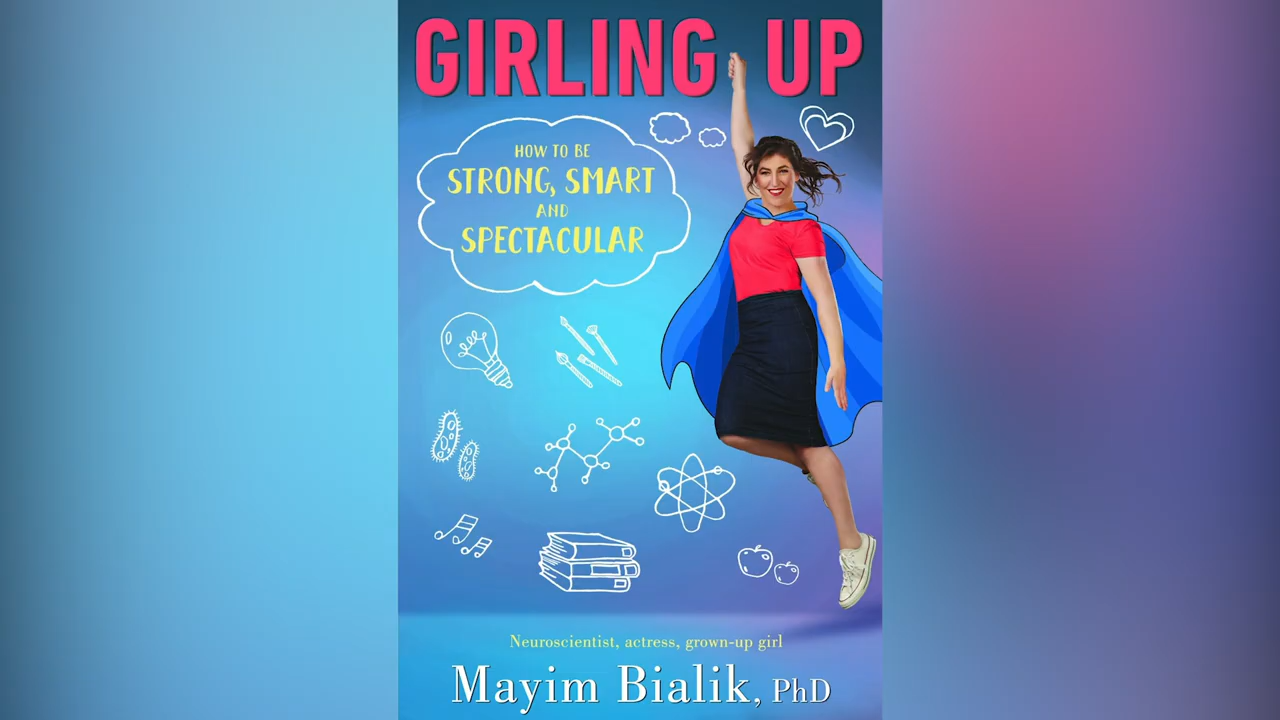 GIRLING UP
HOW TO BE
STRONG, SMART
AND
SPECTACULAR
Neuroscientist, actress, grown-up girl
Mayim Bialik, PhD